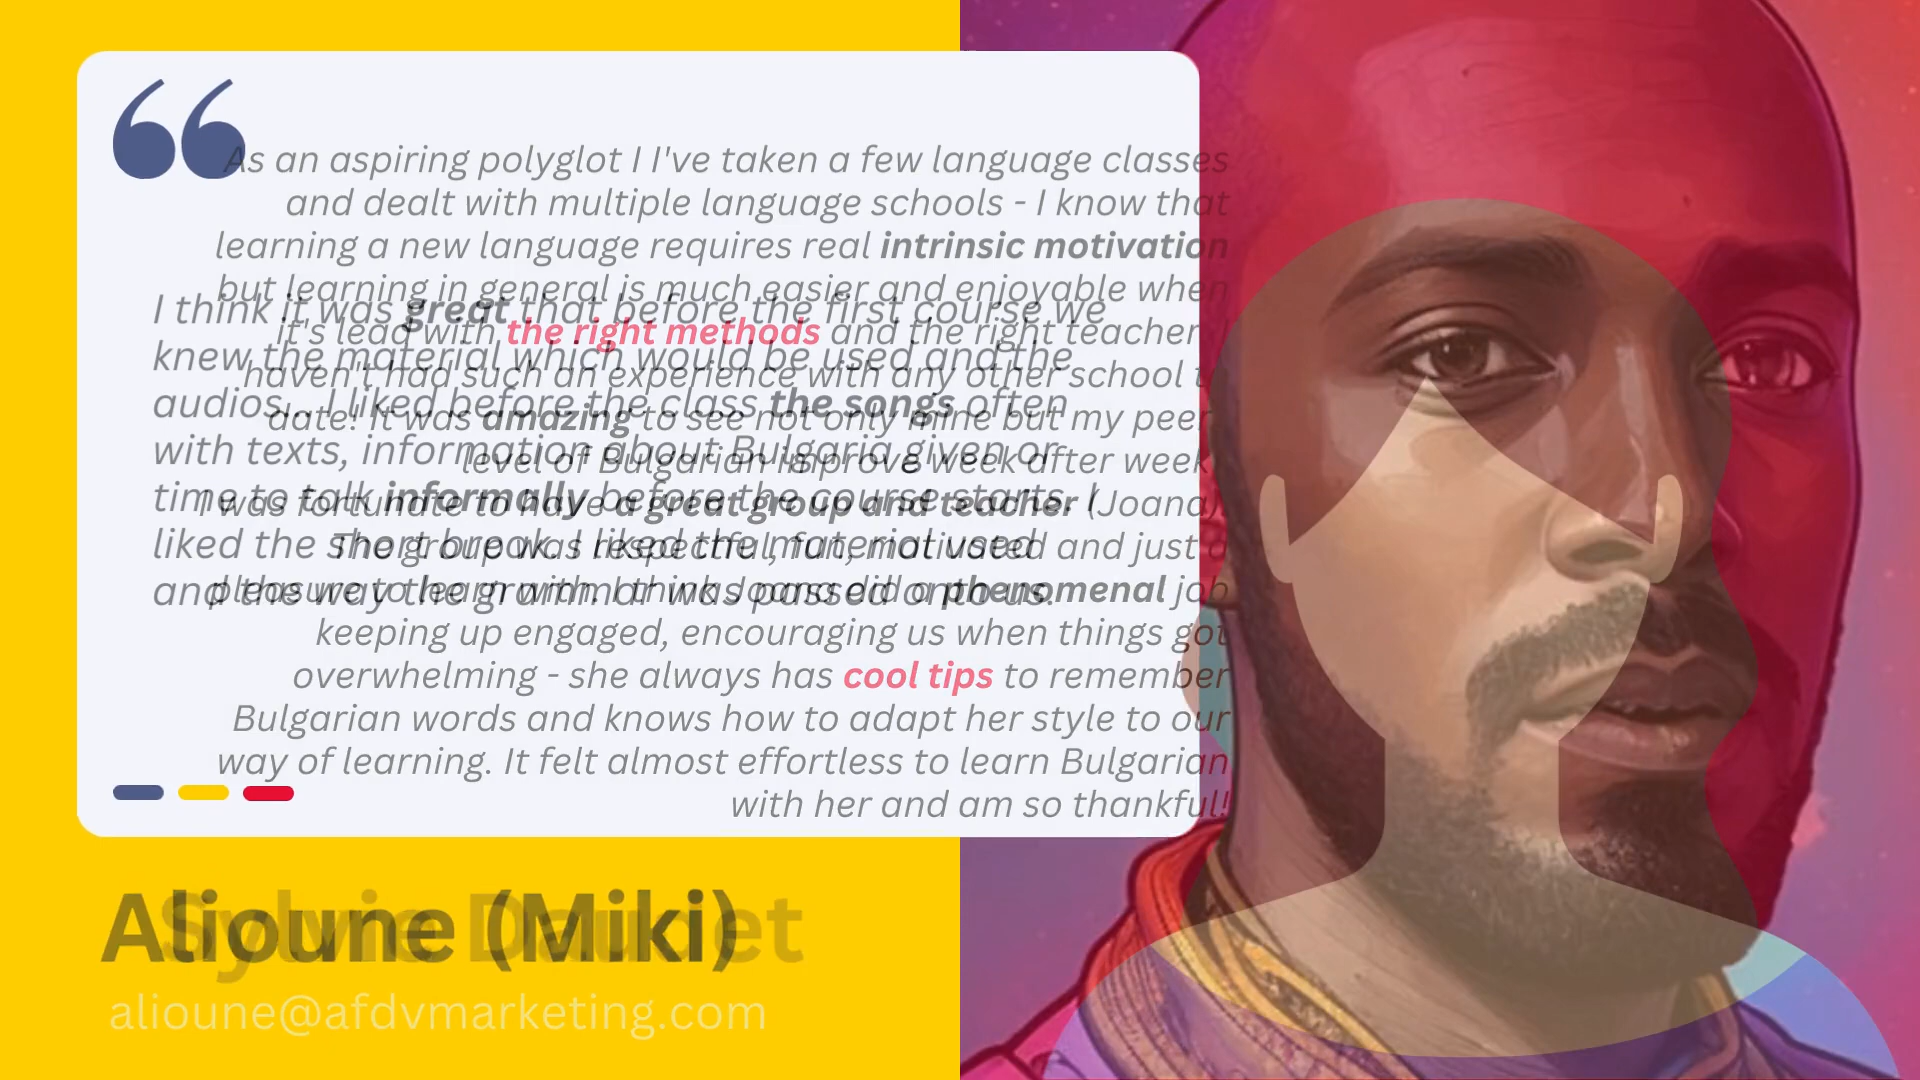 As an aspiring polyglot I I've taken a few language classes
and dealt with multiple language schools - I know that
learning a new language requires real intrinsic motivation
but learning in general is much easier and enjoyable when
it's lead with the right methods and the right teacher.
haven't had such an experience with any other school t
date! It was amazing to see not only mine but my peer
level of Bulgarian improve week after week
I was fortunate to have a great group and teacher (Joana).
The group was respectful, fun, motivated and just a
pleasure to learn with. I think Joana did a phenomenal job
keeping up engaged, encouraging us when things got
overwhelming - she always has cool tips to remember
Bulgarian words and knows how to adapt her style to our
way of learning. It felt almost effortless to learn Bulgarian
with her and am so thankful!
I think it was great that before the first course we
knew the material which would be used and the
audios... I liked before the class the songs often
with texts, information about Bulgaria given or
time to talk informally before the course starts. I
liked the short break. I liked the material used
and the way the grammar was passed onto us.
Alioune (Miki)
Sylvie Daudet
alioune@afdvmarketing.com